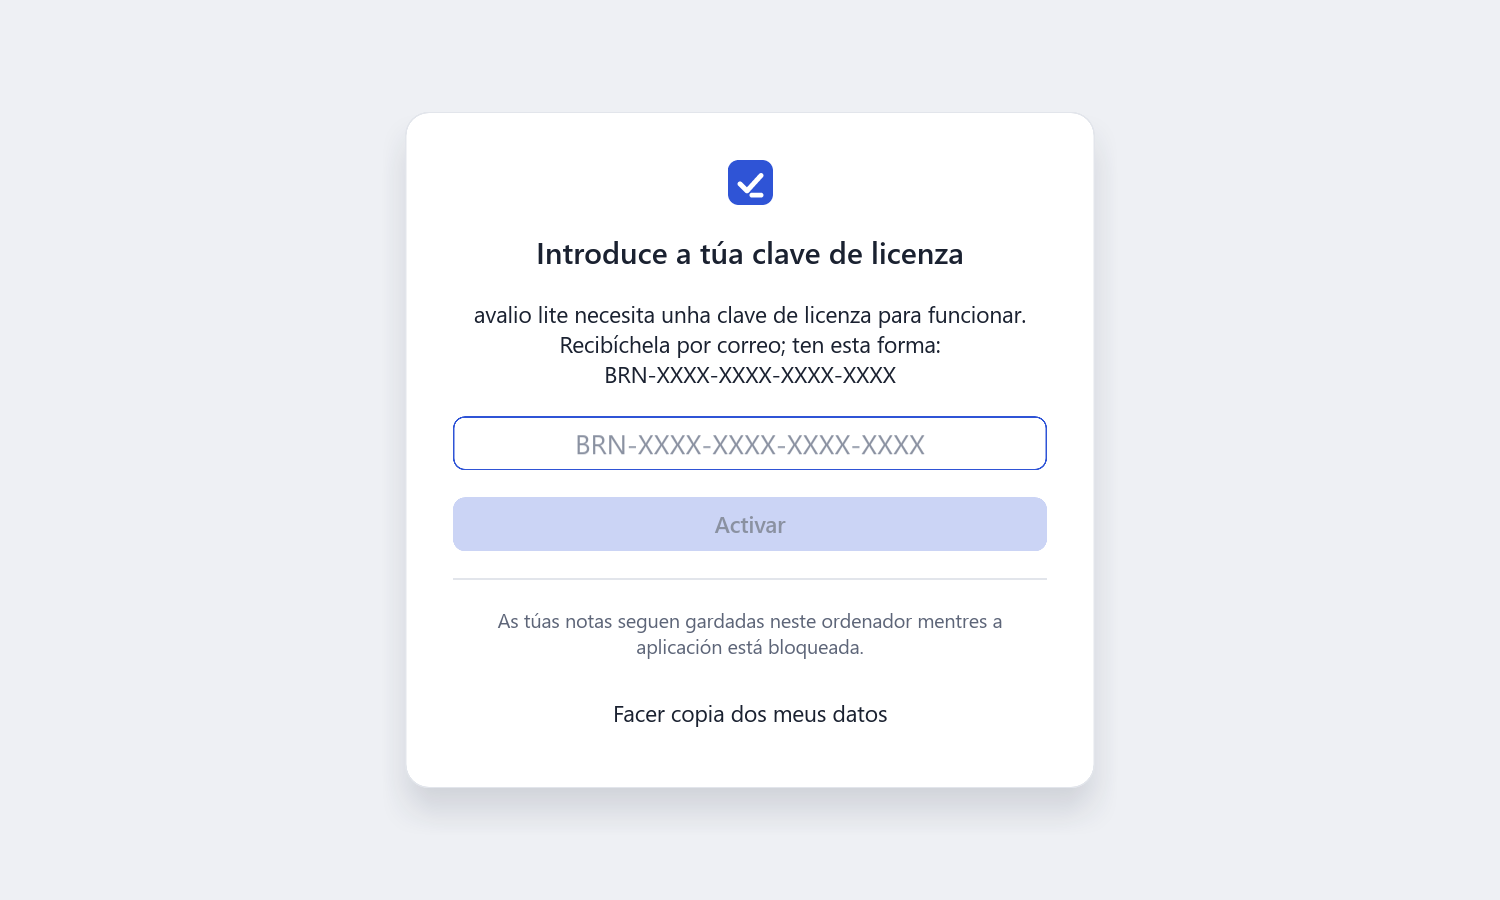 Introduce a túa clave de licenza
avalio lite necesita unha clave de licenza para funcionar.
Recibíchela por correo; ten esta forma:
BRN-XXXX-XXXX-XXXX-XXXX
BRN-XXXX-XXXX-XXXX-XXXX
Activar
As túas notas seguen gardadas neste ordenador mentres a
aplicación está bloqueada.
Facer copia dos meus datos